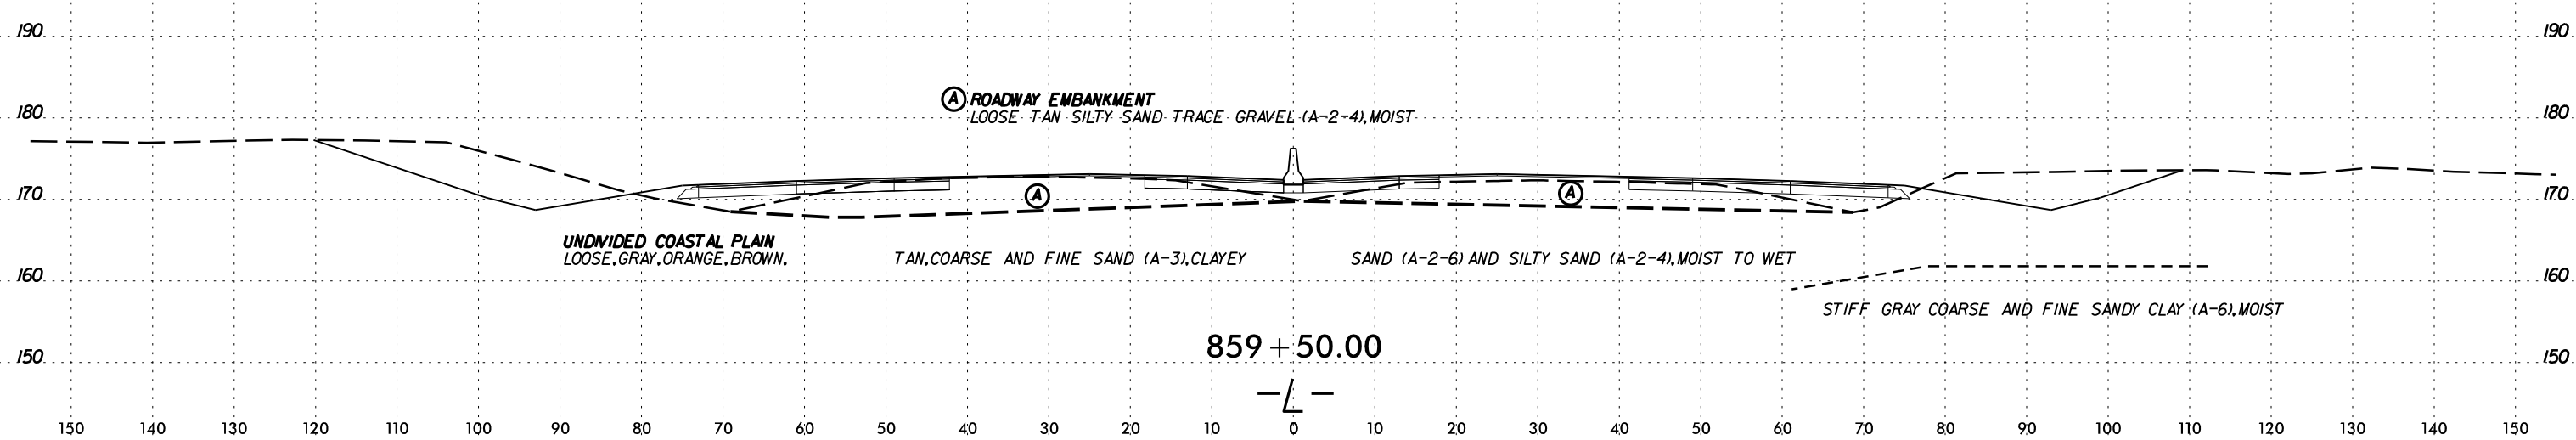 190 190
Ⓐ ROADWAY EMBANKMENT
LOOSE TAN SILTY SAND TRACE GRAVEL (A-2-4), MOIST
180 180
170 170
A A
UNDIVIDED COASTAL PLAIN
LOOSE, GRAY, ORANGE, BROWN, TAN, COARSE AND FINE SAND (A-3), CLAYEY SAND (A-2-6) AND SILTY SAND (A-2-4), MOIST TO WET
160 160
STIFF GRAY COARSE AND FINE SANDY CLAY (A-6), MOIST
859+50.00
150 150
-L-
150 140 130 120 110 100 90 80 70 60 50 40 30 20 10 0 10 20 30 40 50 60 70 80 90 100 110 120 130 140 150